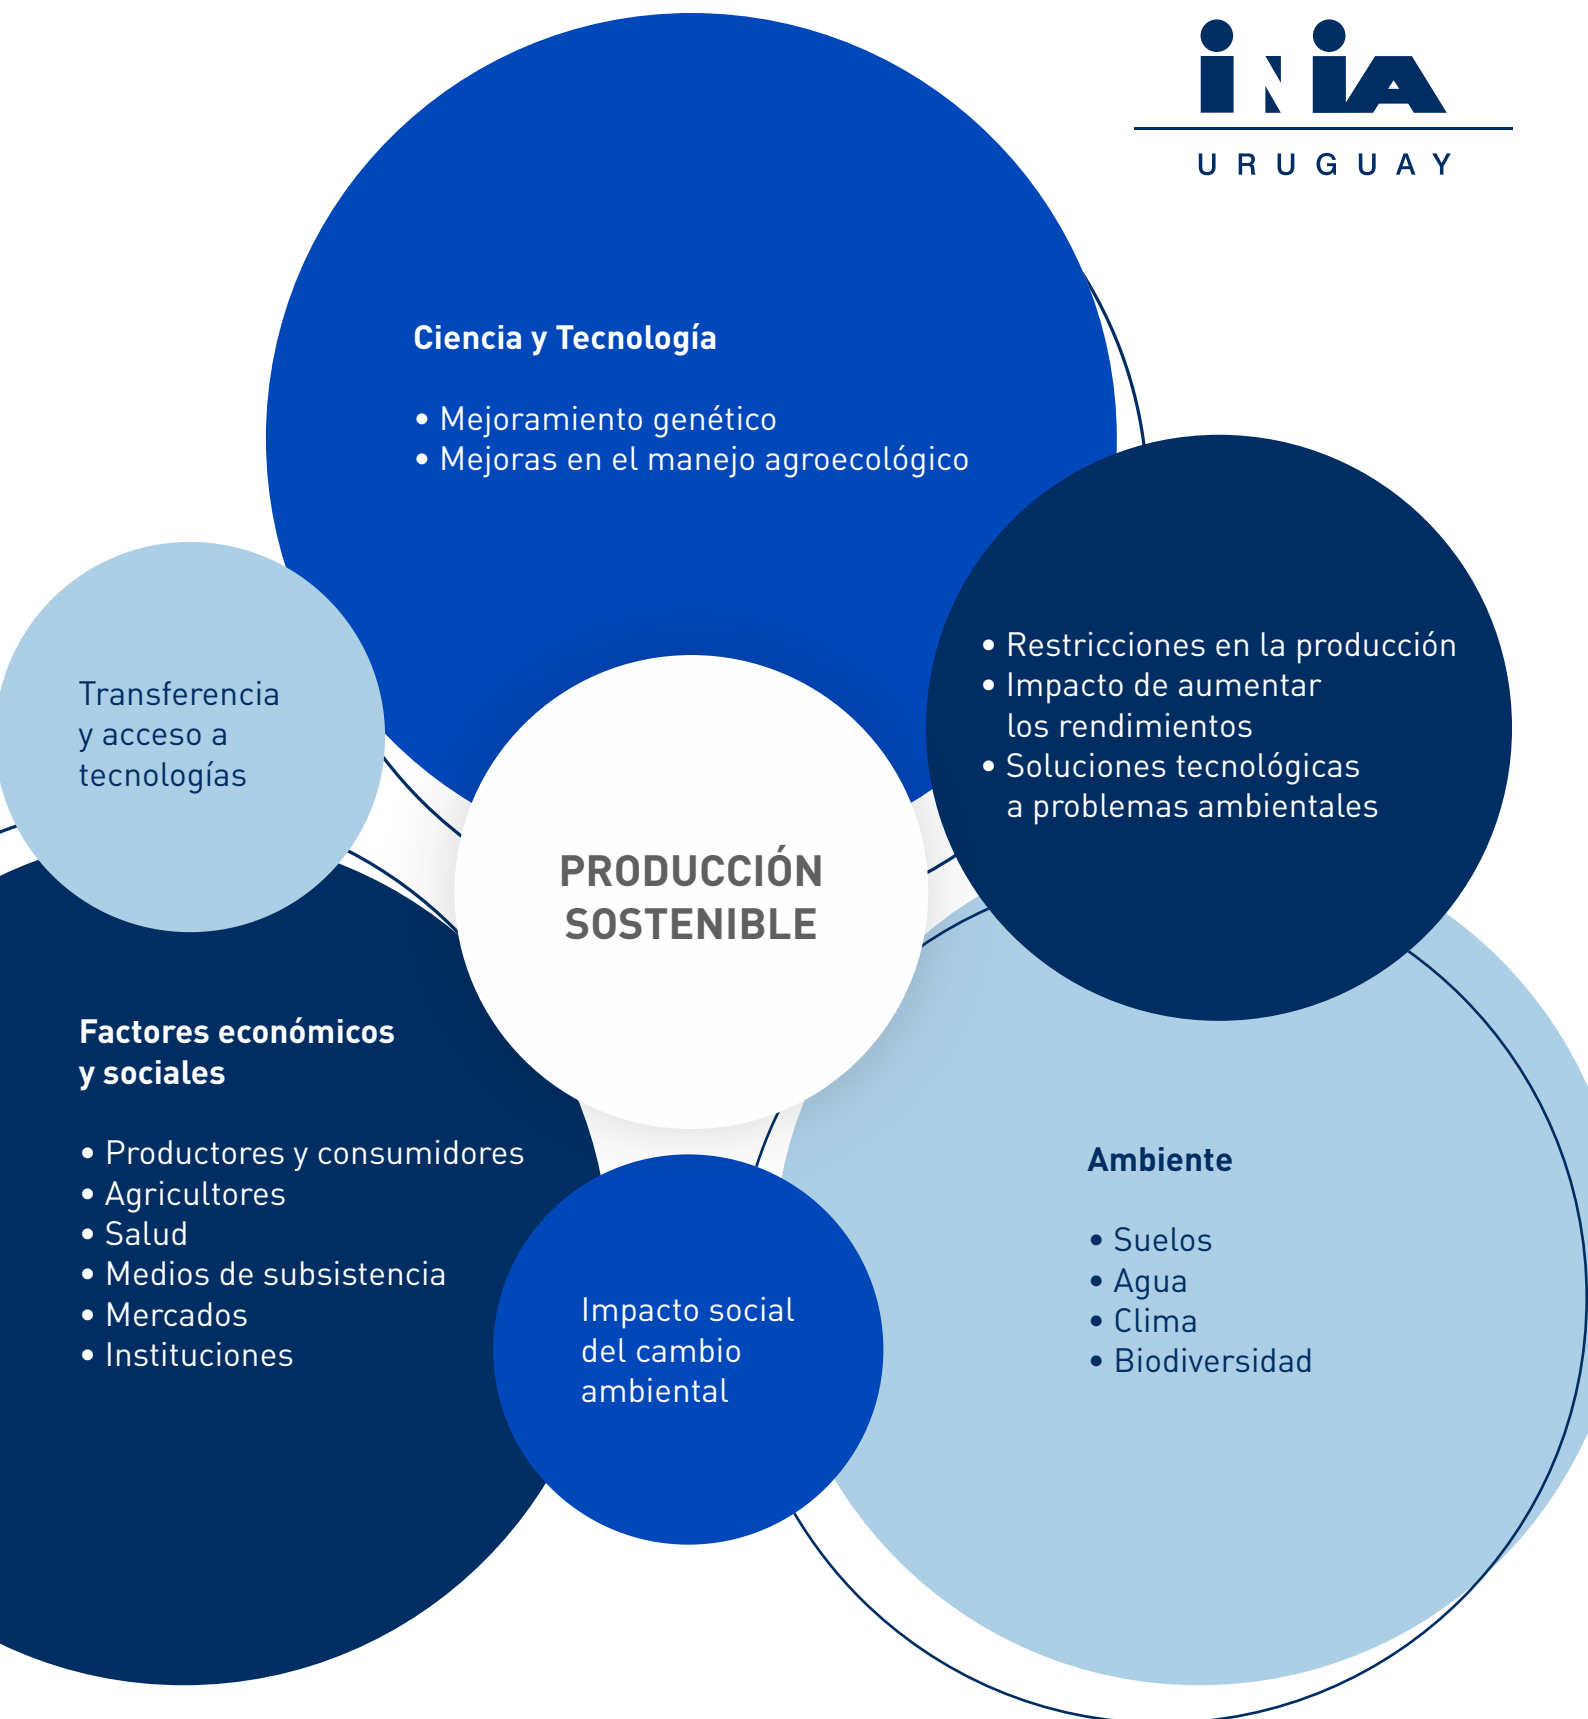 iNiA
URUGUAY
Ciencia y Tecnología
• Mejoramiento genético
• Mejoras en el manejo agroecológico
• Restricciones en la producción
• Impacto de aumentar
los rendimientos
• Soluciones tecnológicas
a problemas ambientales
Transferencia
y acceso a
tecnologías
PRODUCCIÓN
SOSTENIBLE
Factores económicos
y sociales
• Productores y consumidores
• Agricultores
• Salud
• Medios de subsistencia
• Mercados
• Instituciones
Impacto social
del cambio
ambiental
Ambiente
• Suelos
• Agua
• Clima
• Biodiversidad